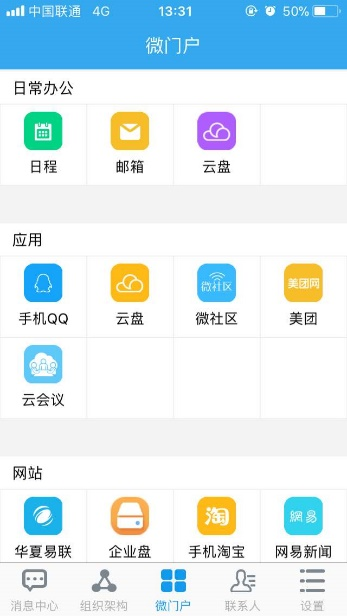 中国联通 4G 13:31 50%
微门户
日常办公
日程 邮箱 云盘
应用
微社区 美团网
手机QQ 云盘 微社区 美团
云会议
网站
淘 網易
华夏易联 企业盘 手机淘宝 网易新闻
消息中心 组织架构 微门户 联系人 设置